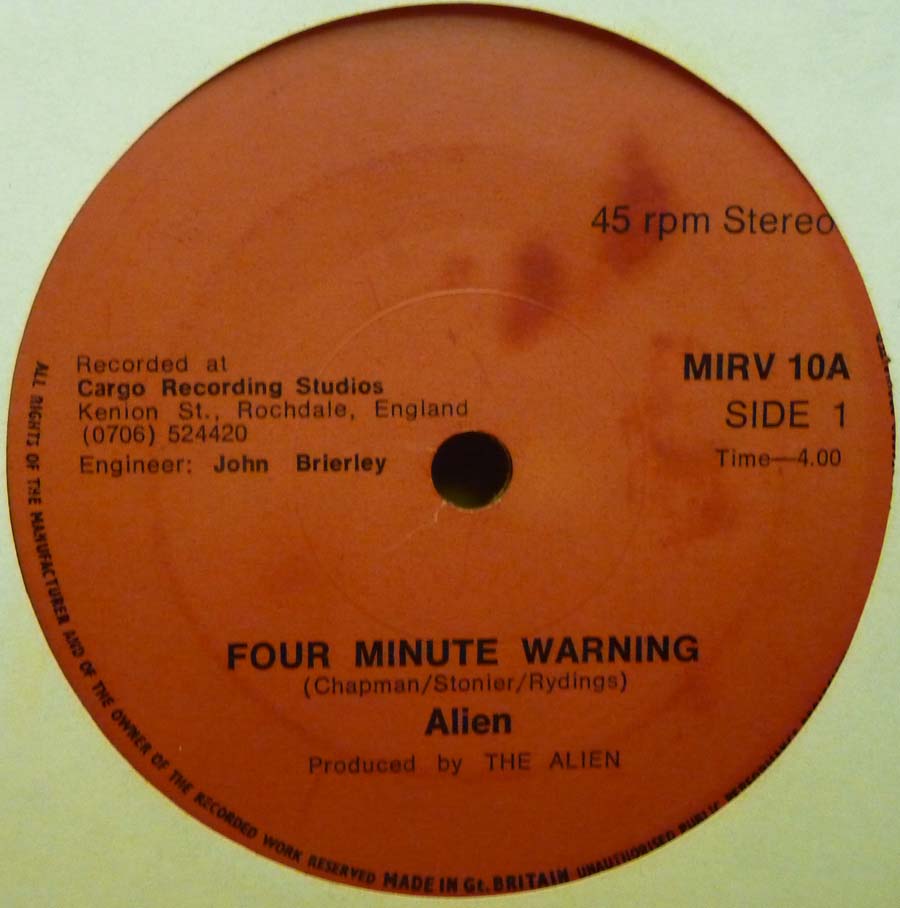 45 rpm Stereo
Recorded at
Cargo Recording Studios
Kenion St., Rochdale, England
(0706) 524420
Engineer: John Brierley
MIRV 10A
SIDE 1
Time—4.00
FOUR MINUTE WARNING
(Chapman/Stonier/Rydings)
Alien
Produced by THE ALIEN
ALL RIGHTS OF THE MANUFACTURER AND OF THE OWNER OF THE RECORDED WORK RESERVED MADE IN Gt. BRITAIN UNAUTHORISED PUBLIC PERFORMANCE